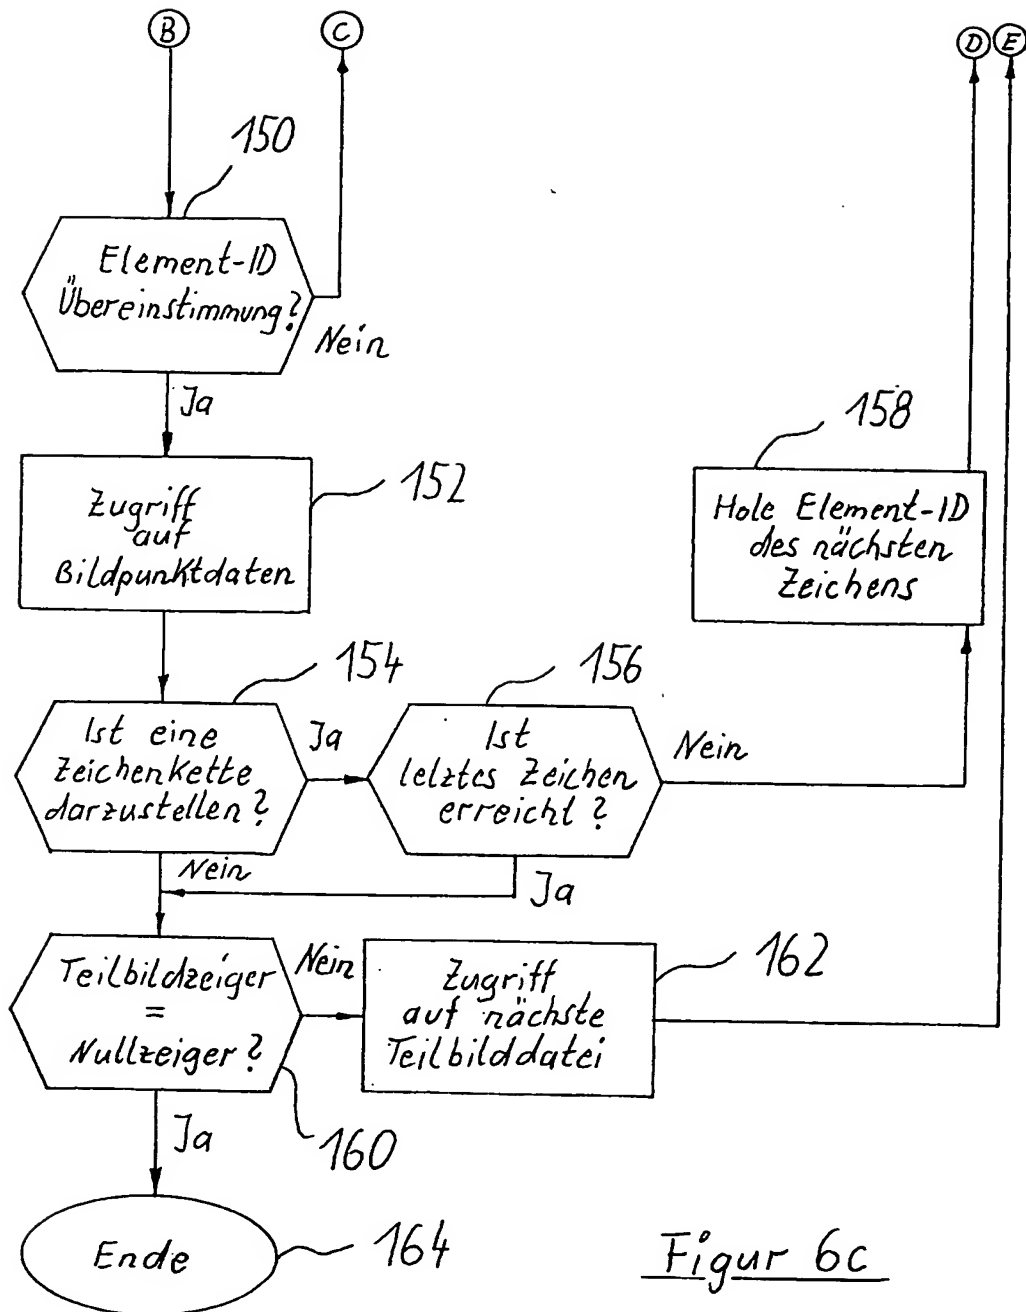 B
C
D
E
150
Element-ID
Übereinstimmung?
Nein
Ja
158
152
Zugriff
auf
Bildpunktdaten
Hole Element-ID
des nächsten
Zeichens
154
156
Ist eine
Zeichenkette
darzustellen?
Ja
Ist
letztes Zeichen
erreicht?
Nein
Nein
Ja
Teilbildzeiger
=
Nullzeiger?
Nein
Zugriff
auf nächste
Teilbilddatei
162
Ja
160
Ende
164
Figur 6c